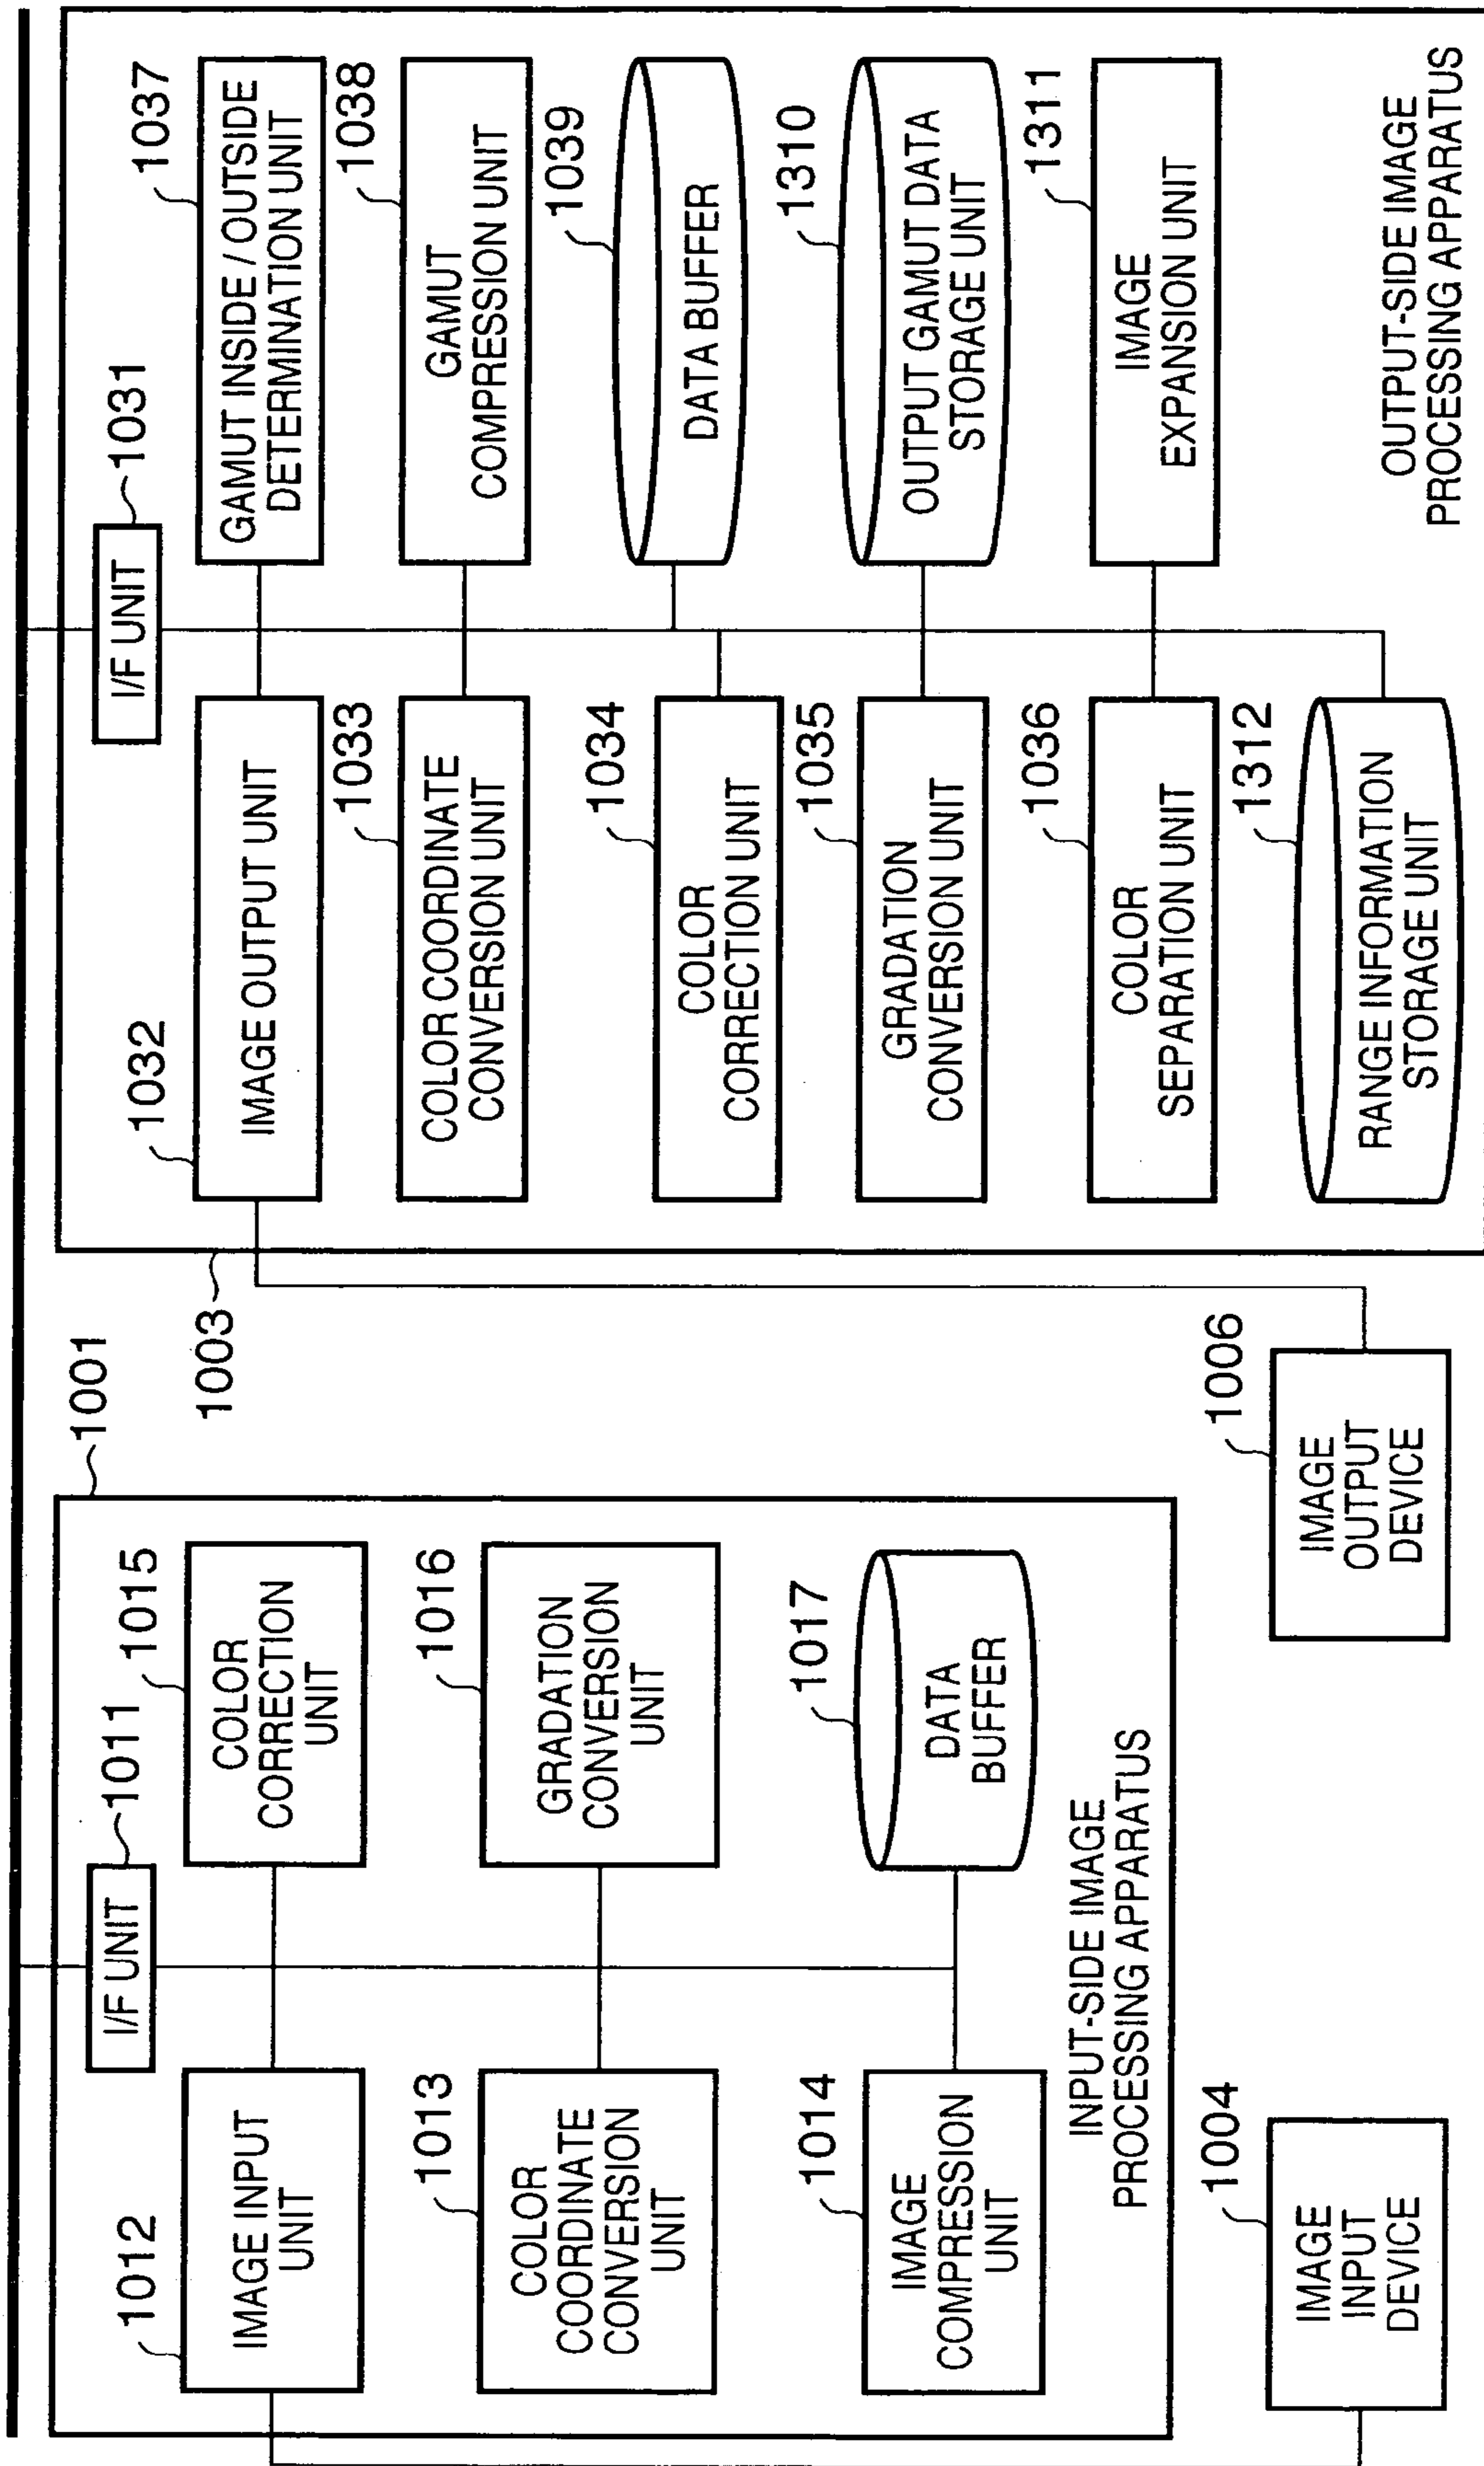 1001
I/F UNIT
1011
1012
IMAGE INPUT
UNIT
1015
COLOR
CORRECTION
UNIT
1013
COLOR
COORDINATE
CONVERSION
UNIT
1016
GRADATION
CONVERSION
UNIT
1014
IMAGE
COMPRESSION
UNIT
1017
DATA
BUFFER
INPUT-SIDE IMAGE
PROCESSING APPARATUS
1004
IMAGE
INPUT
DEVICE
1003
I/F UNIT
1031
1032
IMAGE OUTPUT UNIT
1037
GAMUT INSIDE / OUTSIDE
DETERMINATION UNIT
1033
COLOR COORDINATE
CONVERSION UNIT
1038
GAMUT
COMPRESSION UNIT
1039
DATA BUFFER
1034
COLOR
CORRECTION UNIT
1310
OUTPUT GAMUT DATA
STORAGE UNIT
1035
GRADATION
CONVERSION UNIT
1311
IMAGE
EXPANSION UNIT
1036
COLOR
SEPARATION UNIT
1312
RANGE INFORMATION
STORAGE UNIT
OUTPUT-SIDE IMAGE
PROCESSING APPARATUS
1006
IMAGE
OUTPUT
DEVICE